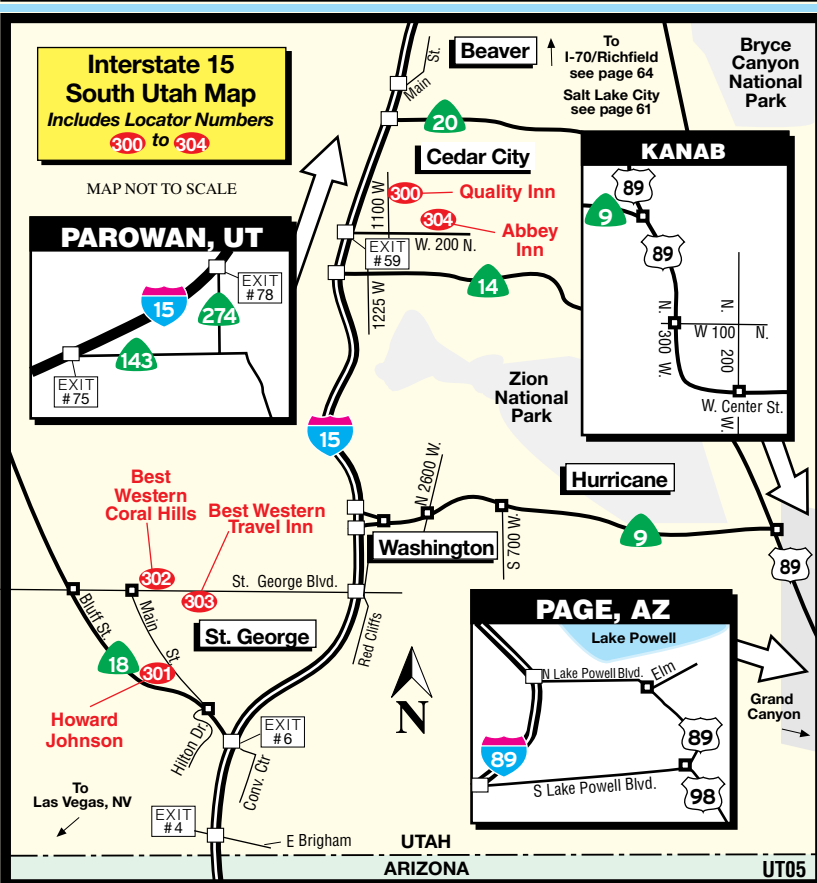 Interstate 15
South Utah Map
Includes Locator Numbers
300 to 304
MAP NOT TO SCALE
Beaver
Main St.
To
I-70/Richfield
see page 64
Salt Lake City
see page 61
Bryce
Canyon
National
Park
20
Cedar City
300
Quality Inn
1100 W
304
Abbey
Inn
W. 200 N.
EXIT
#59
14
1225 W
KANAB
89
9
89
N. 300 W.
W 100 N.
N. 200 W.
W. Center St.
PAROWAN, UT
EXIT
#78
15
274
143
EXIT
#75
Zion
National
Park
15
Hurricane
N 2600 W.
S 700 W.
9
89
Washington
Best
Western
Coral Hills
302
Best Western
Travel Inn
303
St. George Blvd.
Bluff St.
Main St
St. George
Red Cliffs
18
301
Howard
Johnson
Hilton Dr.
EXIT
#6
Conv. Ctr
N
To
Las Vegas, NV
EXIT
#4
E Brigham
PAGE, AZ
Lake Powell
N Lake Powell Blvd.
Elm
89
89
S Lake Powell Blvd.
98
Grand
Canyon
UTAH
ARIZONA
UT05